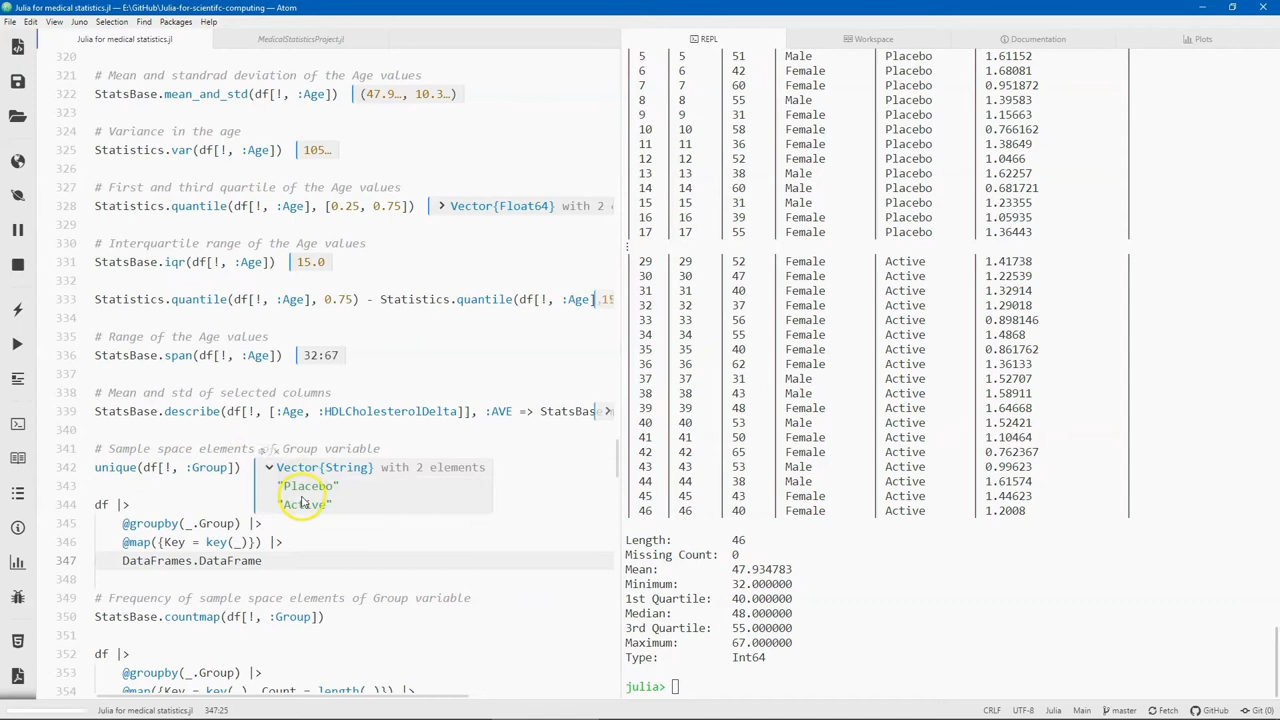 Julia for medical statistics.jl — E:\GitHub\Julia-for-scientifc-computing — Atom
File Edit View Juno Selection Find Packages Help
Julia for medical statistics.jl
MedicalStatisticsProject.jl
320
321 # Mean and standrad deviation of the Age values
322 StatsBase.mean_and_std(df[!, :Age]) (47.9…, 10.3…)
323
324 # Variance in the age
325 Statistics.var(df[!, :Age]) 105…
326
327 # First and third quartile of the Age values
328 Statistics.quantile(df[!, :Age], [0.25, 0.75]) > Vector{Float64} with 2 e
329
330 # Interquartile range of the Age values
331 StatsBase.iqr(df[!, :Age]) 15.0
332
333 Statistics.quantile(df[!, :Age], 0.75) - Statistics.quantile(df[!, :Age] 15
334
335 # Range of the Age values
336 StatsBase.span(df[!, :Age]) 32:67
337
338 # Mean and std of selected columns
339 StatsBase.describe(df[!, [:Age, :HDLCholesterolDelta]], :AVE => StatsBas >
340
341 # Sample space elements of Group variable
342 unique(df[!, :Group]) Vector{String} with 2 elements
343 "Placebo"
344 df |> "Active"
345 @groupby(_.Group) |>
346 @map({Key = key(_)}) |>
347 DataFrames.DataFrame
348
349 # Frequency of sample space elements of Group variable
350 StatsBase.countmap(df[!, :Group])
351
352 df |>
353 @groupby(_.Group) |>
354 @map({Key = key(_), Count = length(_)}) |>
REPL Workspace Documentation Plots
5 5 51 Male Placebo 1.61152
6 6 42 Female Placebo 1.68081
7 7 60 Female Placebo 0.951872
8 8 55 Male Placebo 1.39583
9 9 31 Female Placebo 1.15663
10 10 58 Female Placebo 0.766162
11 11 36 Female Placebo 1.38649
12 12 52 Female Placebo 1.0466
13 13 38 Male Placebo 1.62257
14 14 60 Male Placebo 0.681721
15 15 31 Male Placebo 1.23355
16 16 39 Female Placebo 1.05935
17 17 55 Female Placebo 1.36443
⋮
29 29 52 Female Active 1.41738
30 30 47 Female Active 1.22539
31 31 40 Female Active 1.32914
32 32 37 Female Active 1.29018
33 33 56 Female Active 0.898146
34 34 55 Female Active 1.4868
35 35 40 Female Active 0.861762
36 36 62 Female Active 1.36133
37 37 31 Male Active 1.52707
38 38 43 Male Active 1.58911
39 39 48 Female Active 1.64668
40 40 53 Male Active 1.52421
41 41 50 Female Active 1.10464
42 42 65 Female Active 0.762362
43 43 53 Male Active 0.99623
44 44 38 Male Active 1.61574
45 45 43 Female Active 1.44623
46 46 40 Female Active 1.2008
Length: 46
Missing Count: 0
Mean: 47.934783
Minimum: 32.000000
1st Quartile: 40.000000
Median: 48.000000
3rd Quartile: 55.000000
Maximum: 67.000000
Type: Int64
julia>
Julia for medical statistics.jl 347:25 CRLF UTF-8 Julia Main master Fetch GitHub Git (0)